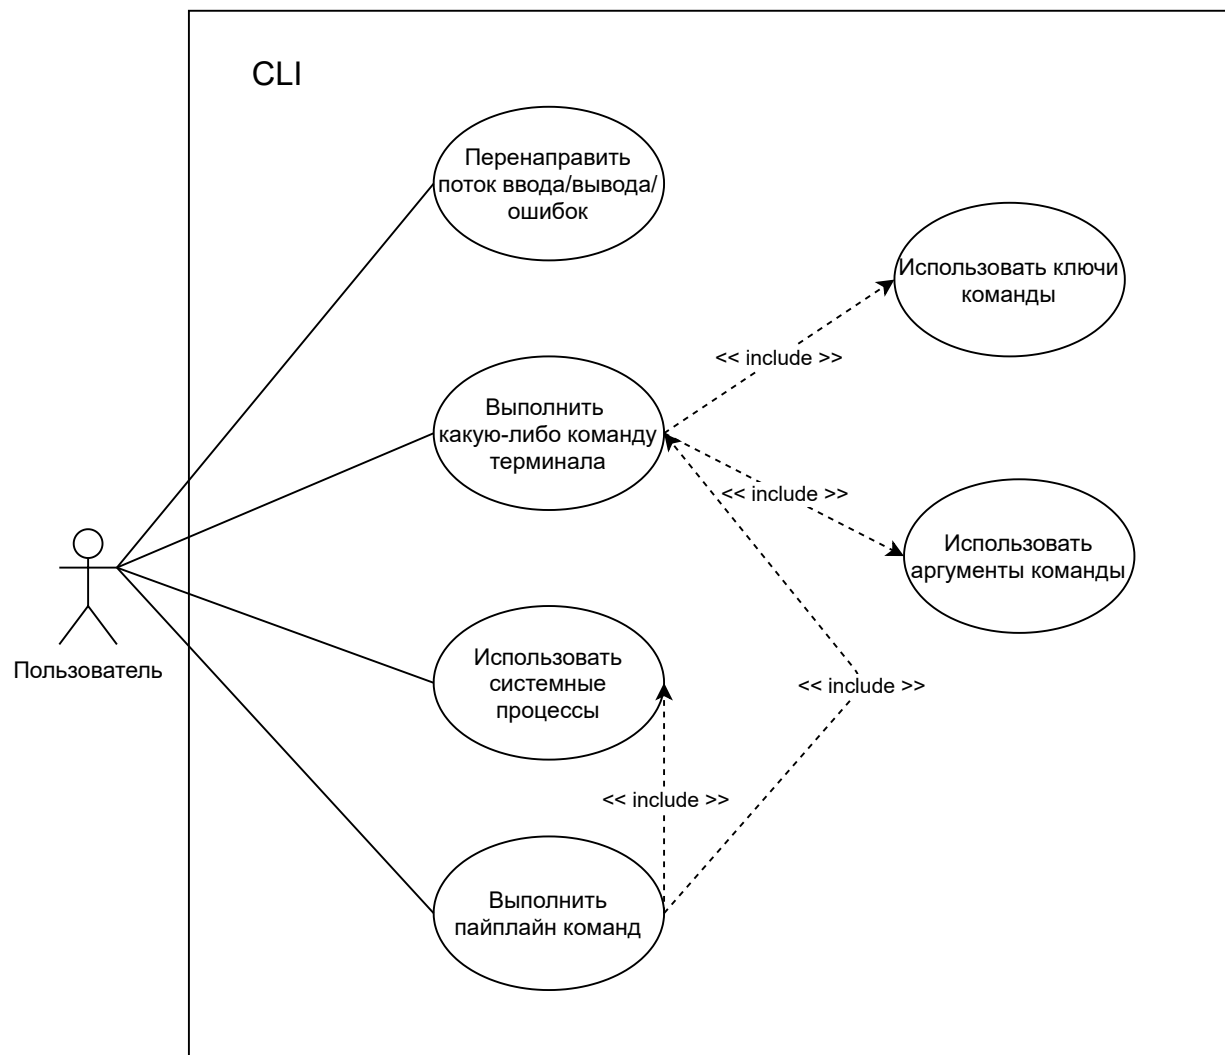 CLI
Перенаправить
поток ввода/вывода/
ошибок
Использовать ключи
команды
<< include >>
Выполнить
какую-либо команду
терминала
<< include >>
Использовать
аргументы команды
Пользователь
Использовать
системные
процессы
<< include >>
<< include >>
Выполнить
пайплайн команд